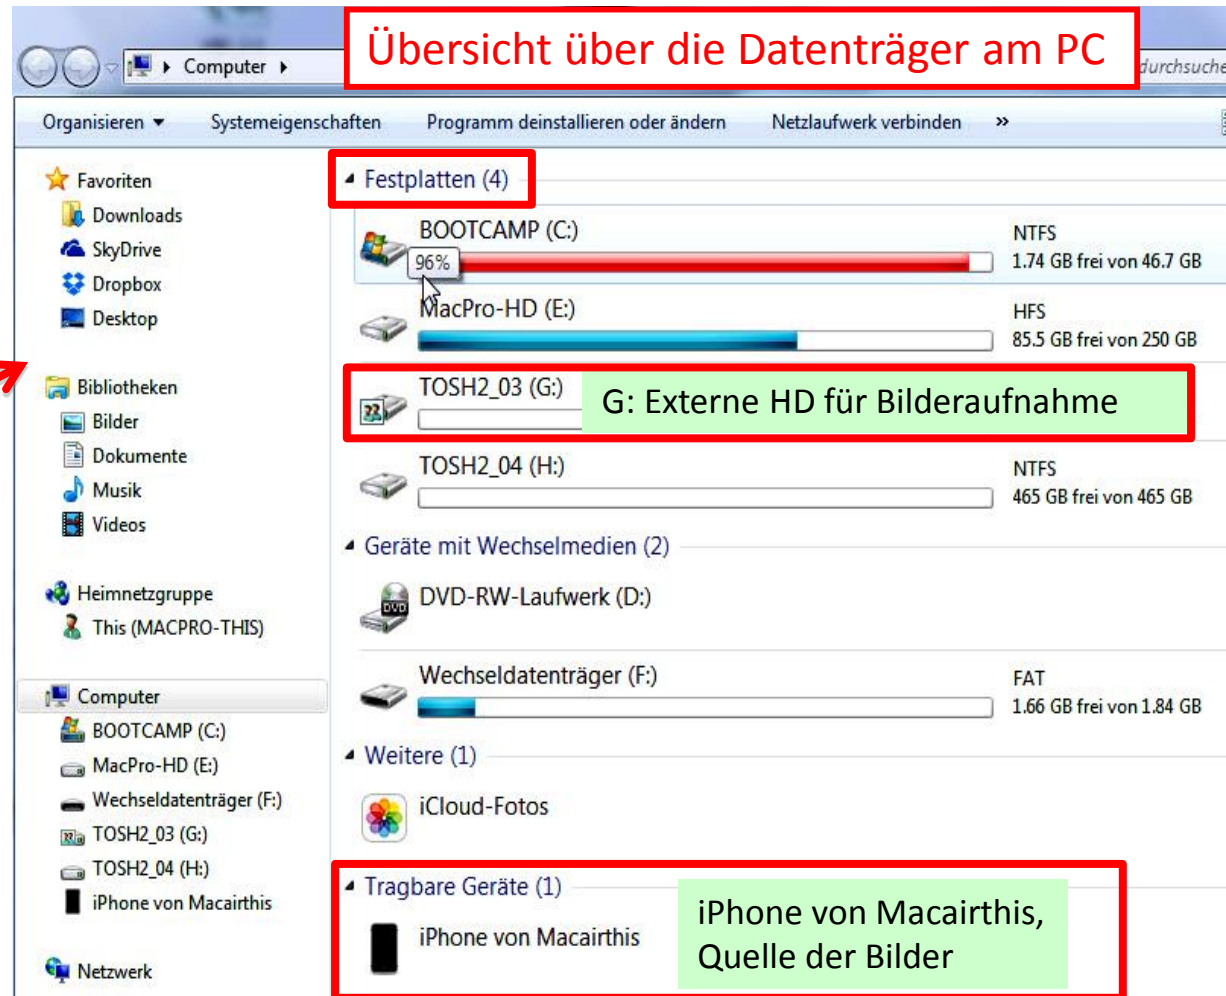 Übersicht über die Datenträger am PC
Computer
durchsuche
Organisieren
Systemeigenschaften
Programm deinstallieren oder ändern
Netzlaufwerk verbinden
»
Favoriten
Downloads
SkyDrive
Dropbox
Desktop
Bibliotheken
Bilder
Dokumente
Musik
Videos
Heimnetzgruppe
This (MACPRO-THIS)
Computer
BOOTCAMP (C:)
MacPro-HD (E:)
Wechseldatenträger (F:)
TOSH2_03 (G:)
TOSH2_04 (H:)
iPhone von Macairthis
Netzwerk
Festplatten (4)
BOOTCAMP (C:)
96%
NTFS
1.74 GB frei von 46.7 GB
MacPro-HD (E:)
HFS
85.5 GB frei von 250 GB
TOSH2_03 (G:)
G: Externe HD für Bilderaufnahme
TOSH2_04 (H:)
NTFS
465 GB frei von 465 GB
Geräte mit Wechselmedien (2)
DVD
DVD-RW-Laufwerk (D:)
Wechseldatenträger (F:)
FAT
1.66 GB frei von 1.84 GB
Weitere (1)
iCloud-Fotos
Tragbare Geräte (1)
iPhone von Macairthis
iPhone von Macairthis,
Quelle der Bilder